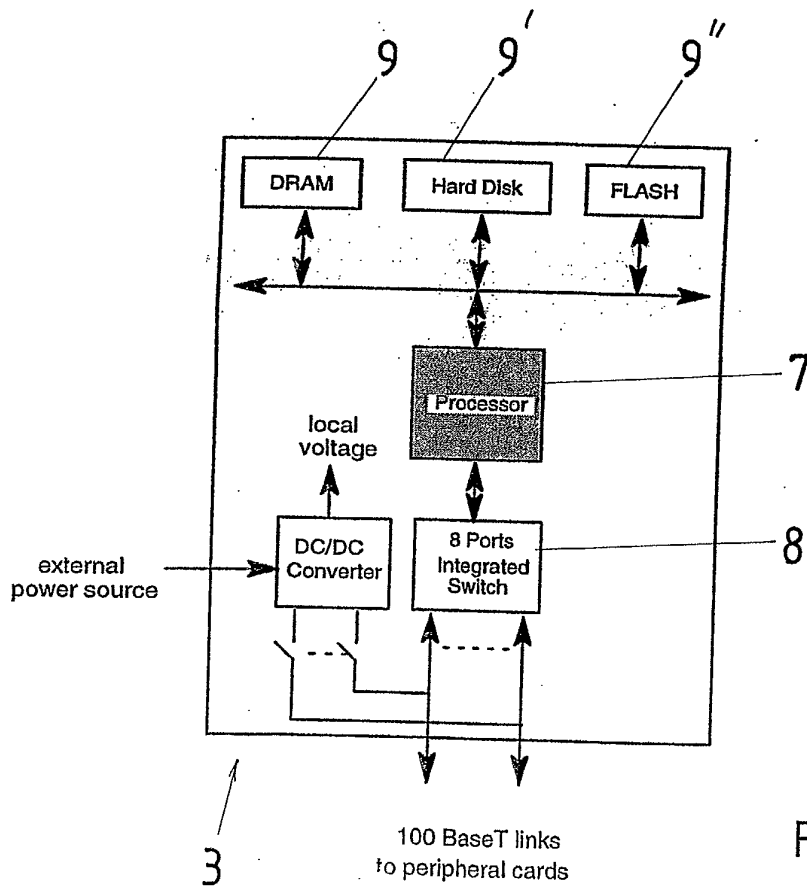 9 9′ 9″
DRAM Hard Disk FLASH
7
Processor
local
voltage
8 Ports
Integrated
Switch
8
DC/DC
Converter
external
power source
3
100 BaseT links
to peripheral cards